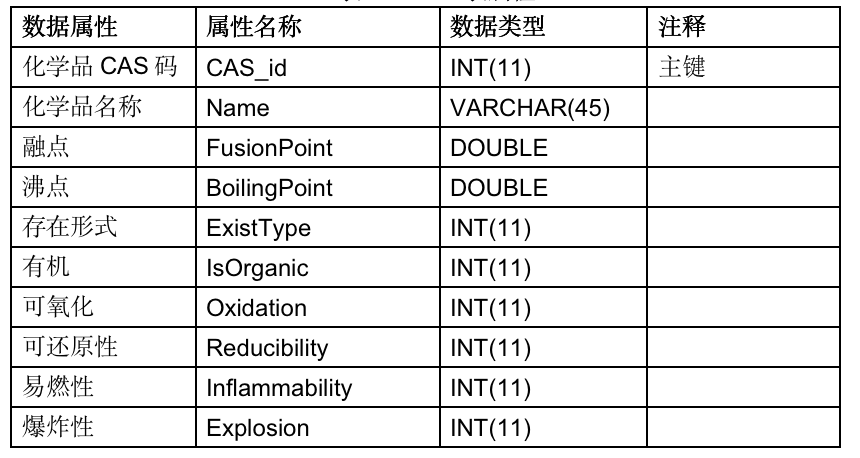 数据属性 属性名称 数据类型 注释
化学品 CAS 码 CAS_id INT(11) 主键
化学品名称 Name VARCHAR(45)
融点 FusionPoint DOUBLE
沸点 BoilingPoint DOUBLE
存在形式 ExistType INT(11)
有机 IsOrganic INT(11)
可氧化 Oxidation INT(11)
可还原性 Reducibility INT(11)
易燃性 Inflammability INT(11)
爆炸性 Explosion INT(11)